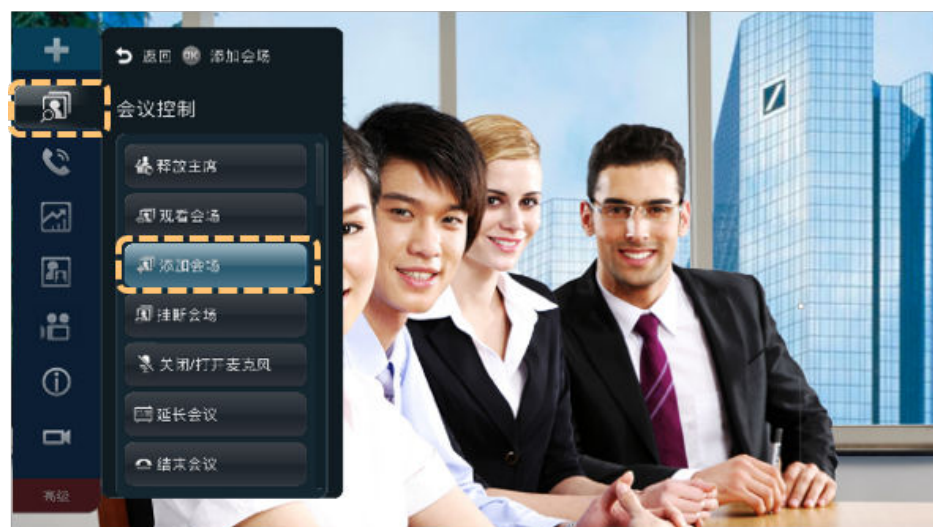 返回 OK 添加会场
会议控制
释放主席
观看会场
添加会场
挂断会场
关闭/打开麦克风
延长会议
结束会议
高级